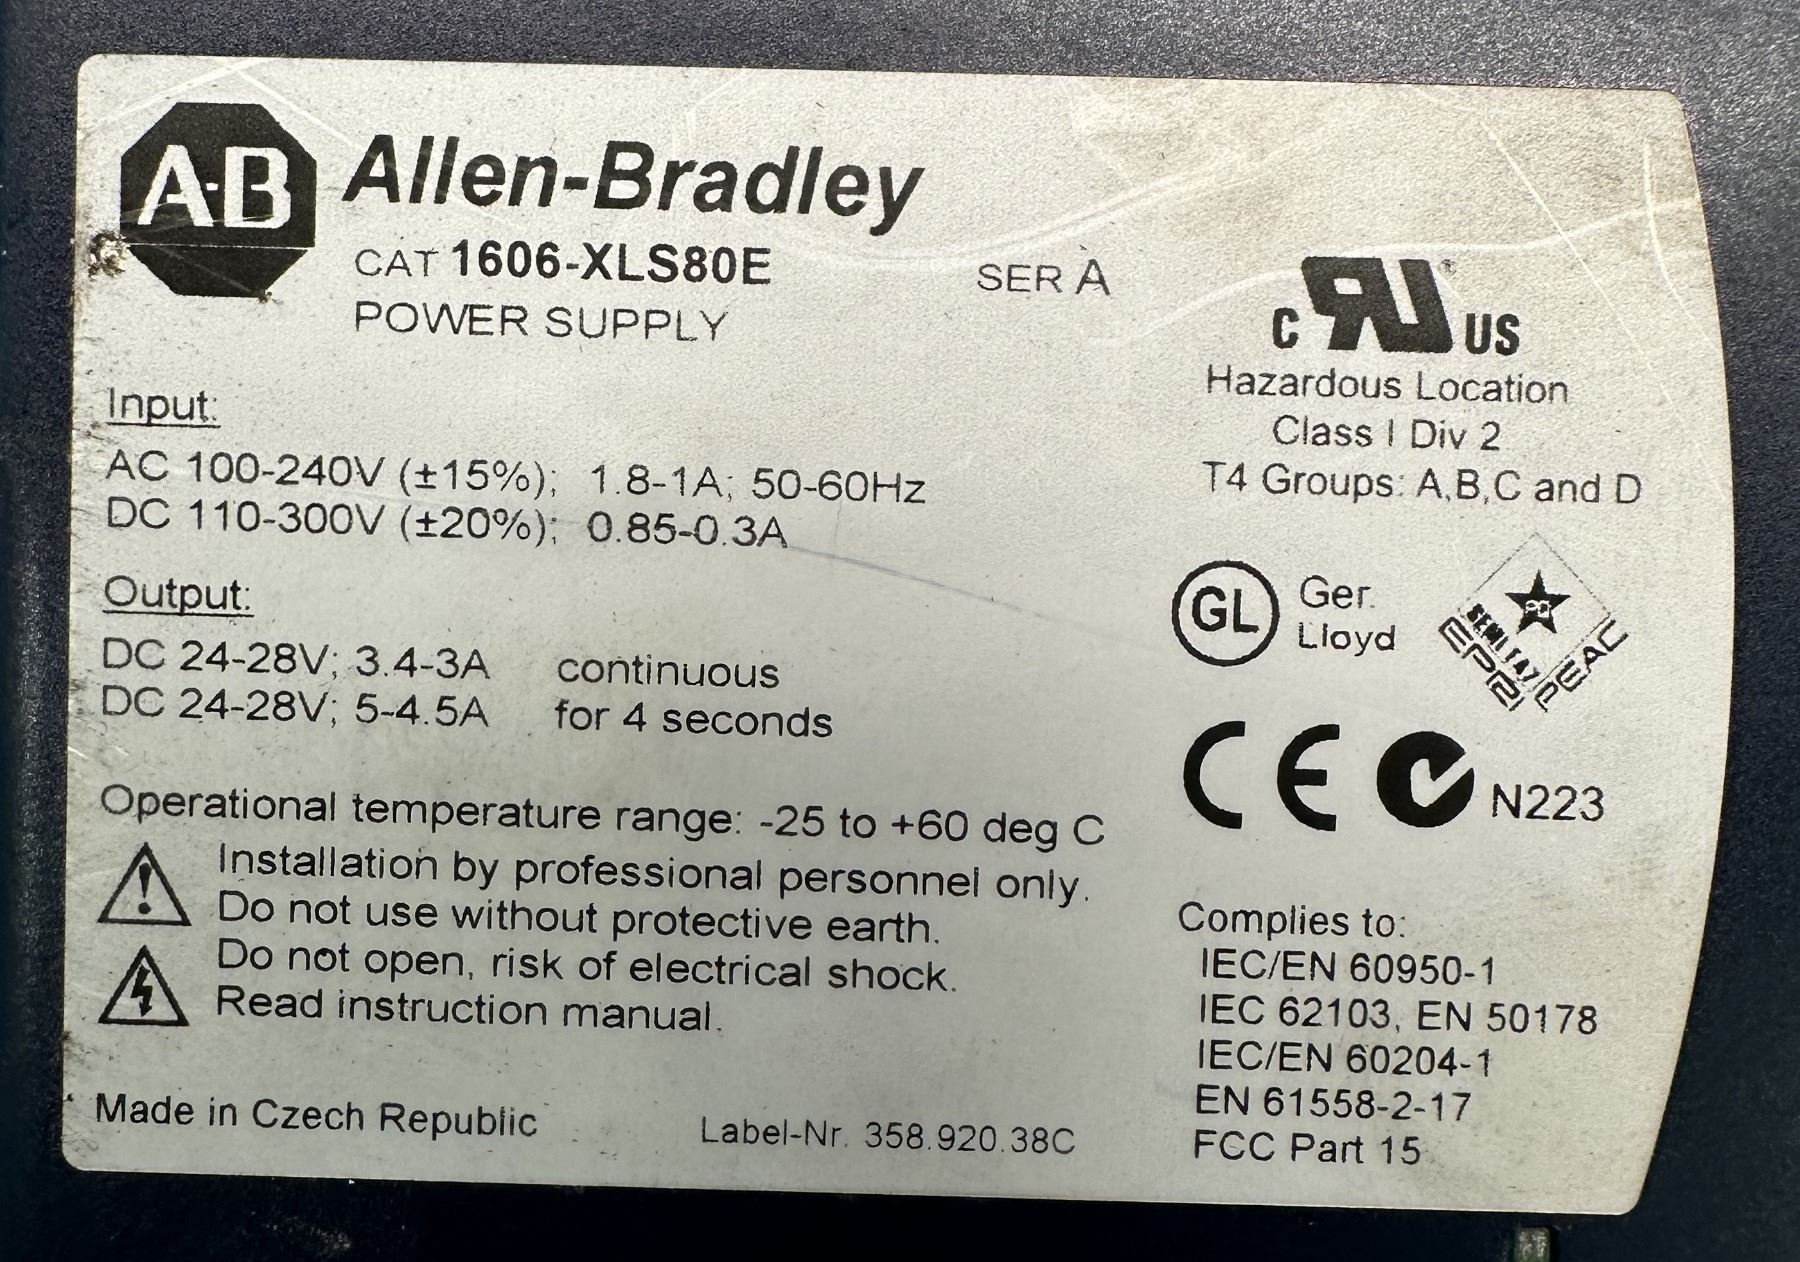 A-B Allen-Bradley
CAT 1606-XLS80E SER A
POWER SUPPLY
Input:
AC 100-240V (±15%); 1.8-1A; 50-60Hz
DC 110-300V (±20%); 0.85-0.3A
Output:
DC 24-28V; 3.4-3A continuous
DC 24-28V; 5-4.5A for 4 seconds
Operational temperature range: -25 to +60 deg C
Installation by professional personnel only.
Do not use without protective earth.
Do not open, risk of electrical shock.
Read instruction manual.
Made in Czech Republic
Label-Nr. 358.920.38C
c RU ® US
Hazardous Location
Class I Div 2
T4 Groups: A,B,C and D
GL Ger.
Lloyd
SEMI F47
CE N223
Complies to:
IEC/EN 60950-1
IEC 62103, EN 50178
IEC/EN 60204-1
EN 61558-2-17
FCC Part 15